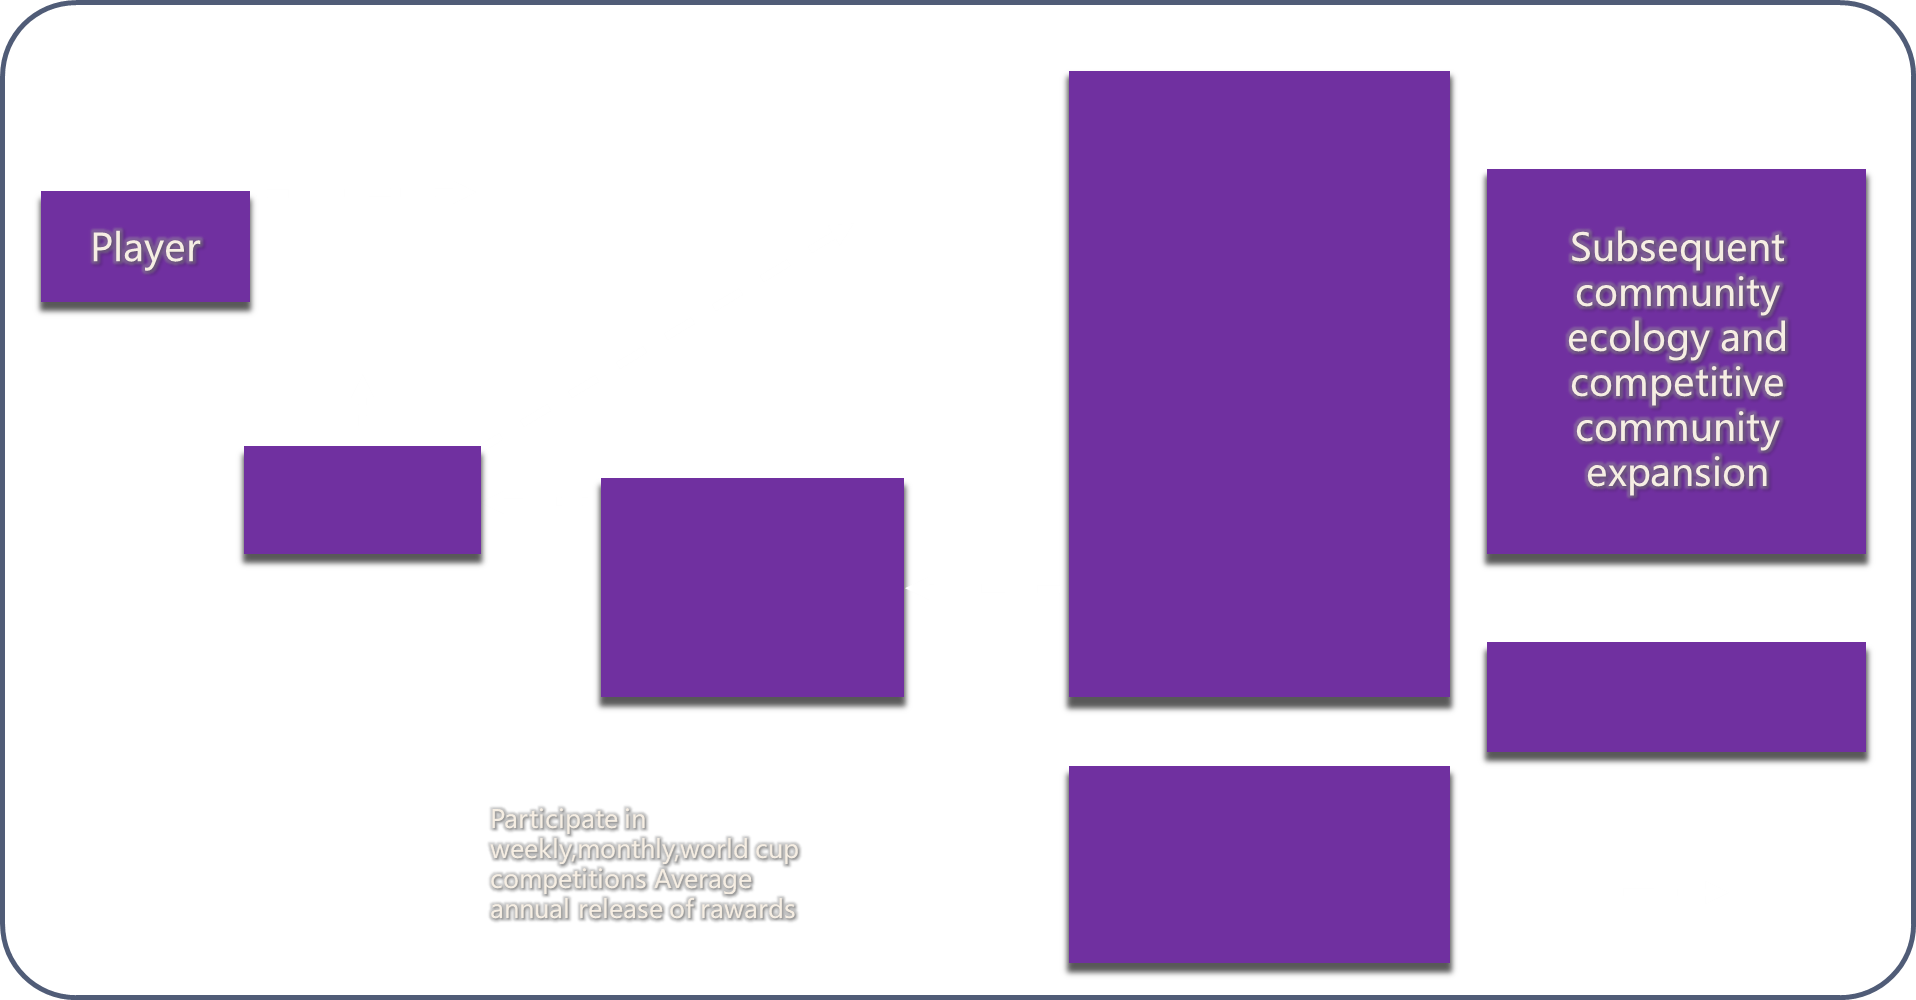 Player
Subsequent
community
ecology and
competitive
community
expansion
Participate in
weekly,monthly,world cup
competitions Average
annual release of rawards